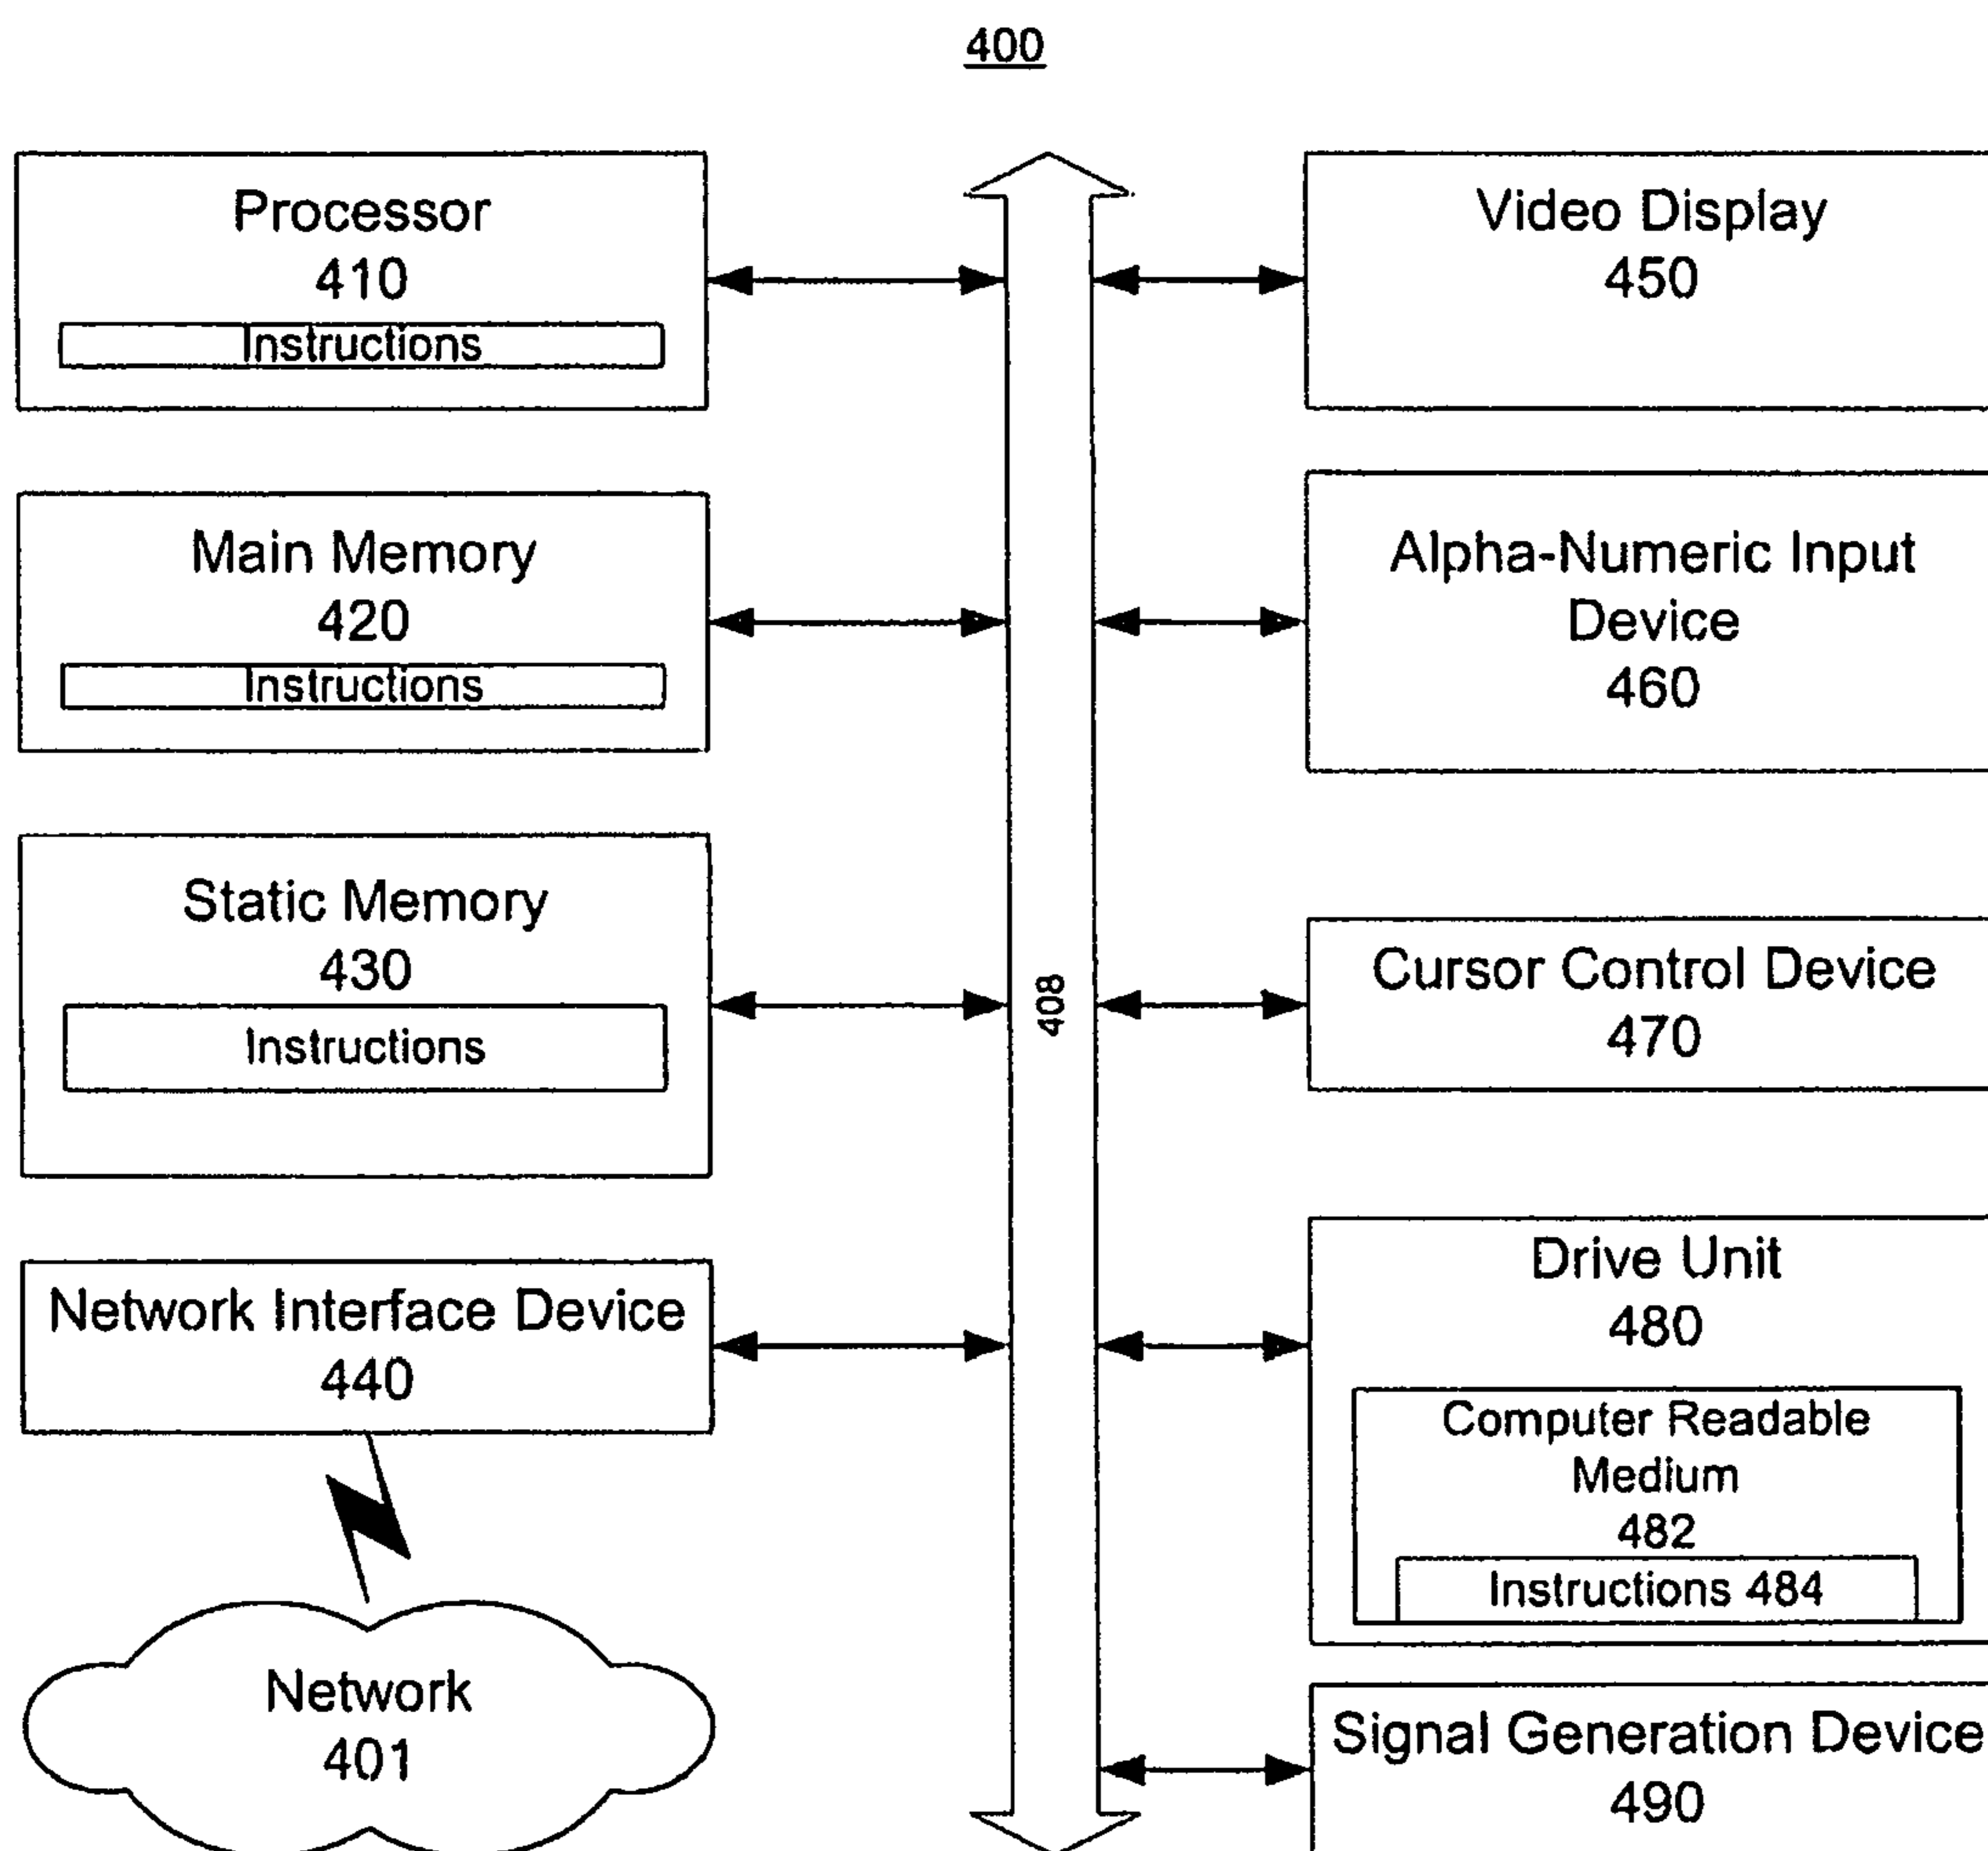 400
Processor
410
Instructions
Main Memory
420
Instructions
Static Memory
430
Instructions
Network Interface Device
440
Network
401
408
Video Display
450
Alpha-Numeric Input
Device
460
Cursor Control Device
470
Drive Unit
480
Computer Readable
Medium
482
Instructions 484
Signal Generation Device
490